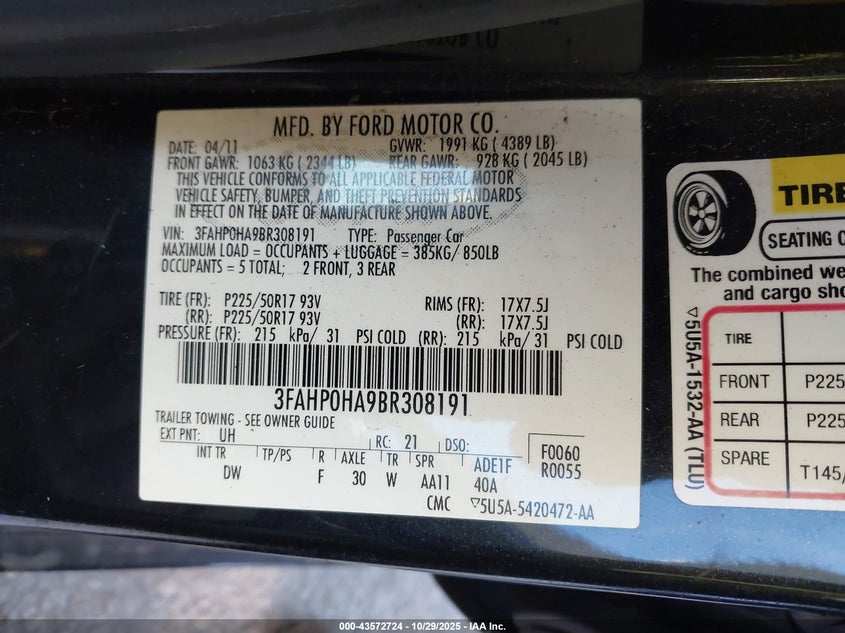 MFD. BY FORD MOTOR CO.
DATE: 04/11 GVWR: 1991 KG ( 4389 LB)
FRONT GAWR: 1063 KG ( 2344 LB) REAR GAWR: 928 KG ( 2045 LB)
THIS VEHICLE CONFORMS TO ALL APPLICABLE FEDERAL MOTOR
VEHICLE SAFETY, BUMPER, AND THEFT PREVENTION STANDARDS
IN EFFECT ON THE DATE OF MANUFACTURE SHOWN ABOVE.
VIN: 3FAHP0HA9BR308191 TYPE: Passenger Car
MAXIMUM LOAD = OCCUPANTS + LUGGAGE = 385KG/ 850LB
OCCUPANTS = 5 TOTAL; 2 FRONT, 3 REAR
TIRE (FR): P225/50R17 93V RIMS (FR): 17X7.5J
(RR): P225/50R17 93V (RR): 17X7.5J
PRESSURE (FR): 215 kPa/ 31 PSI COLD (RR): 215 kPa/ 31 PSI COLD
3FAHP0HA9BR308191
TRAILER TOWING - SEE OWNER GUIDE
EXT PNT: UH RC: 21 DSO: F0060
INT TR TP/PS R AXLE TR SPR ADE1F R0055
DW F 30 W AA11 40A
CMC ▽5U5A-5420472-AA
TIRE
SEATING
The combined
and cargo
▽5U5A-1532-AA (TLU)
TIRE
FRONT P225
REAR P225
SPARE T145/
000-43572724 | 10/29/2025 | IAA Inc.